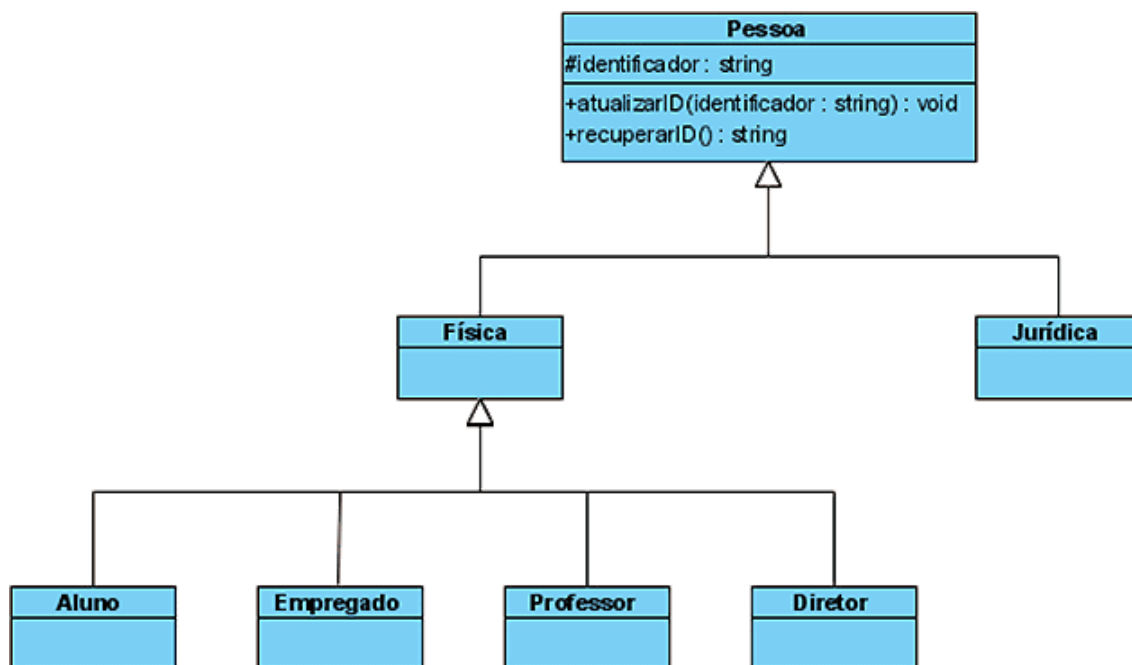 Pessoa
#identificador : string
+atualizarID(identificador : string) : void
+recuperarID() : string
Física
Jurídica
Aluno
Empregado
Professor
Diretor